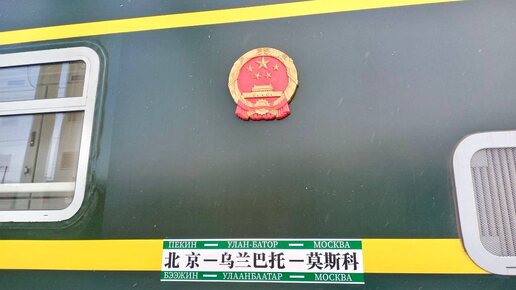 ПЕКИН — УЛАН-БАТОР — МОСКВА
北京—乌兰巴托—莫斯科
БЭЭЖИН — УЛААНБААТАР — МОСКВА